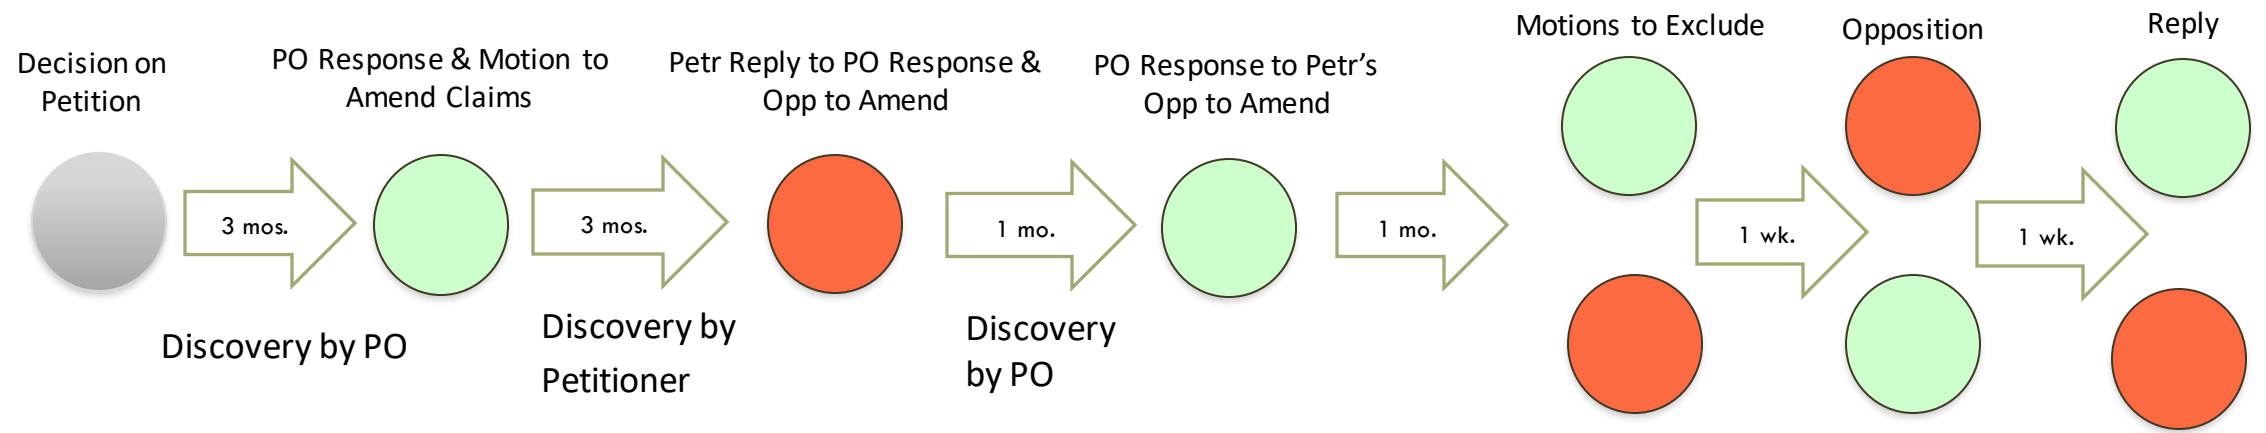 Decision on
Petition
PO Response & Motion to
Amend Claims
Petr Reply to PO Response &
Opp to Amend
PO Response to Petr's
Opp to Amend
Motions to Exclude
Opposition
Reply
3 mos.
3 mos.
1 mo.
1 mo.
1 wk.
1 wk.
Discovery by PO
Discovery by
Petitioner
Discovery
by PO